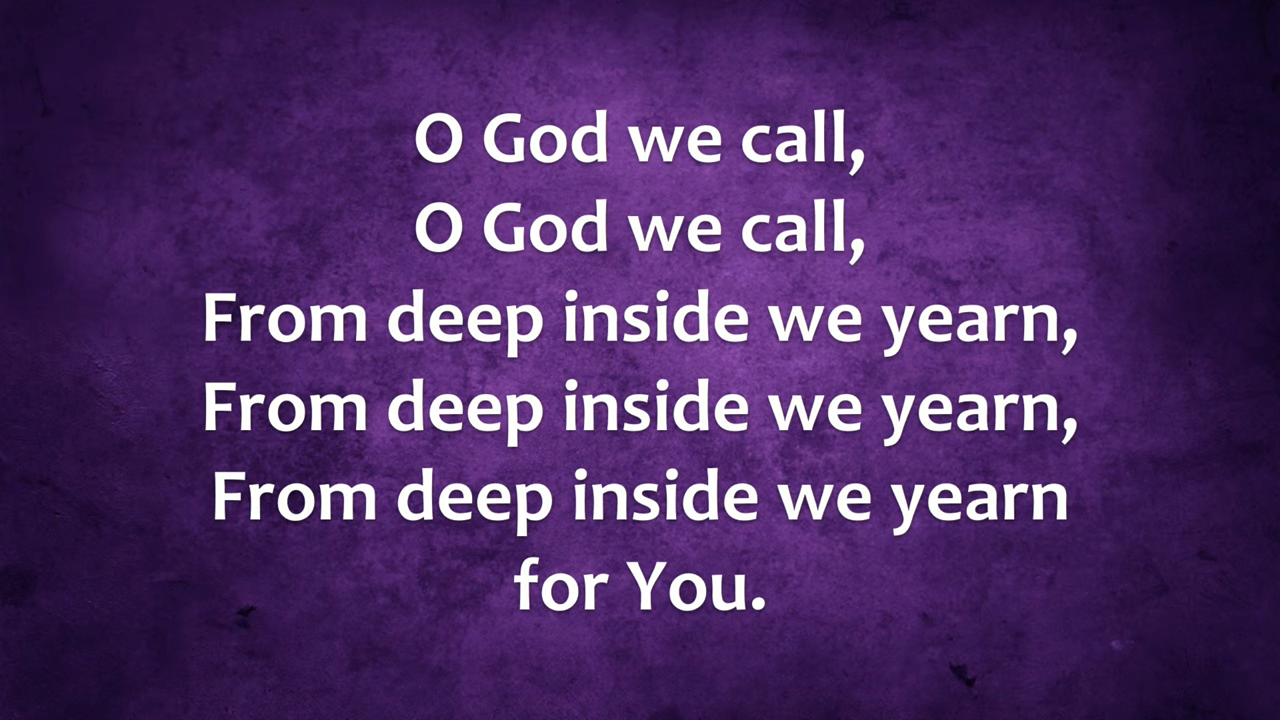 O God we call,
O God we call,
From deep inside we yearn,
From deep inside we yearn,
From deep inside we yearn
for You.